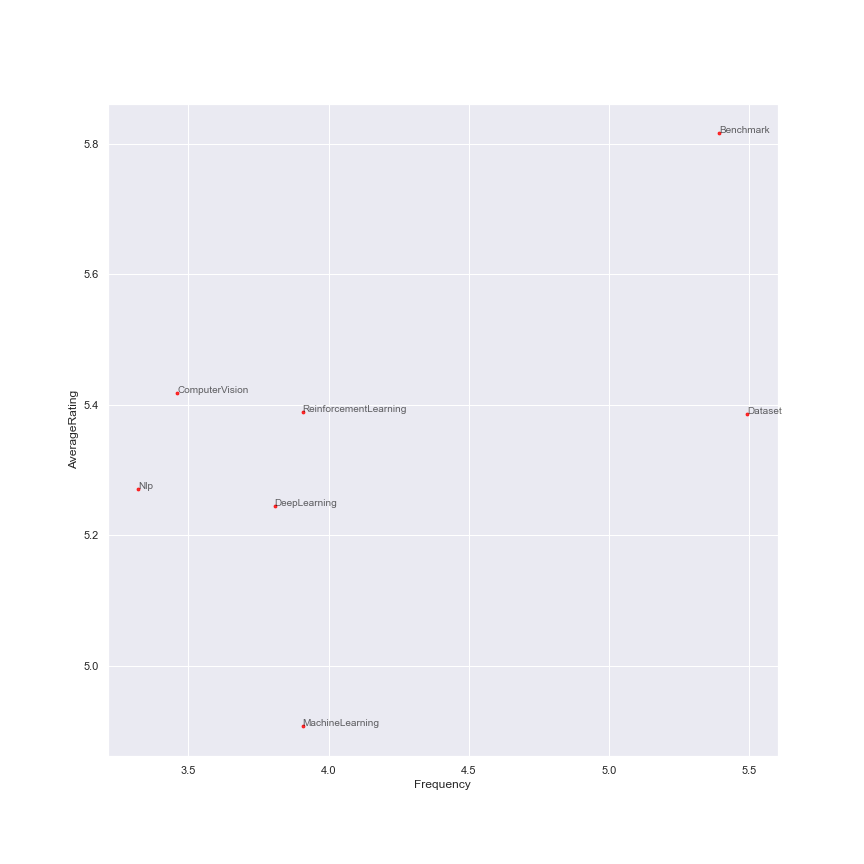 Benchmark
5.8
5.6
ComputerVision
5.4
ReinforcementLearning
Dataset
AverageRating
Nlp
DeepLearning
5.2
5.0
MachineLearning
3.5 4.0 4.5 5.0 5.5
Frequency